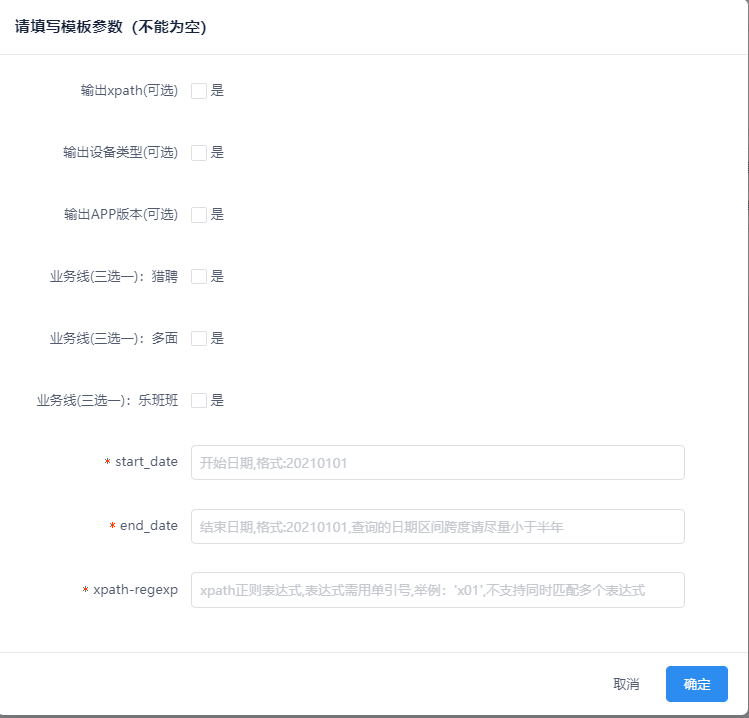 请填写模板参数（不能为空）
输出xpath(可选) 是
输出设备类型(可选) 是
输出APP版本(可选) 是
业务线(三选一)：猎聘 是
业务线(三选一)：多面 是
业务线(三选一)：乐班班 是
* start_date 开始日期,格式:20210101
* end_date 结束日期,格式:20210101,查询的日期区间跨度请尽量小于半年
* xpath-regexp xpath正则表达式,表达式需用单引号,举例：'x01',不支持同时匹配多个表达式
取消 确定